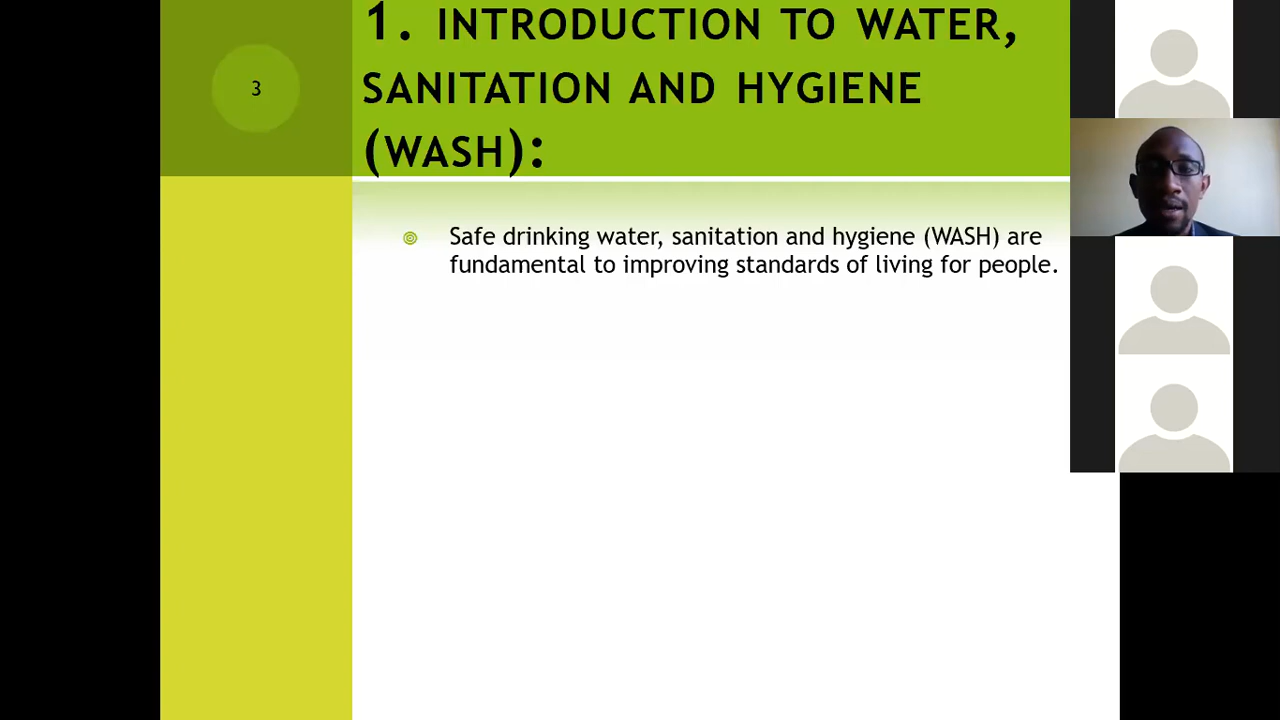 3
1. INTRODUCTION TO WATER,
SANITATION AND HYGIENE
(WASH):
Safe drinking water, sanitation and hygiene (WASH) are
fundamental to improving standards of living for people.